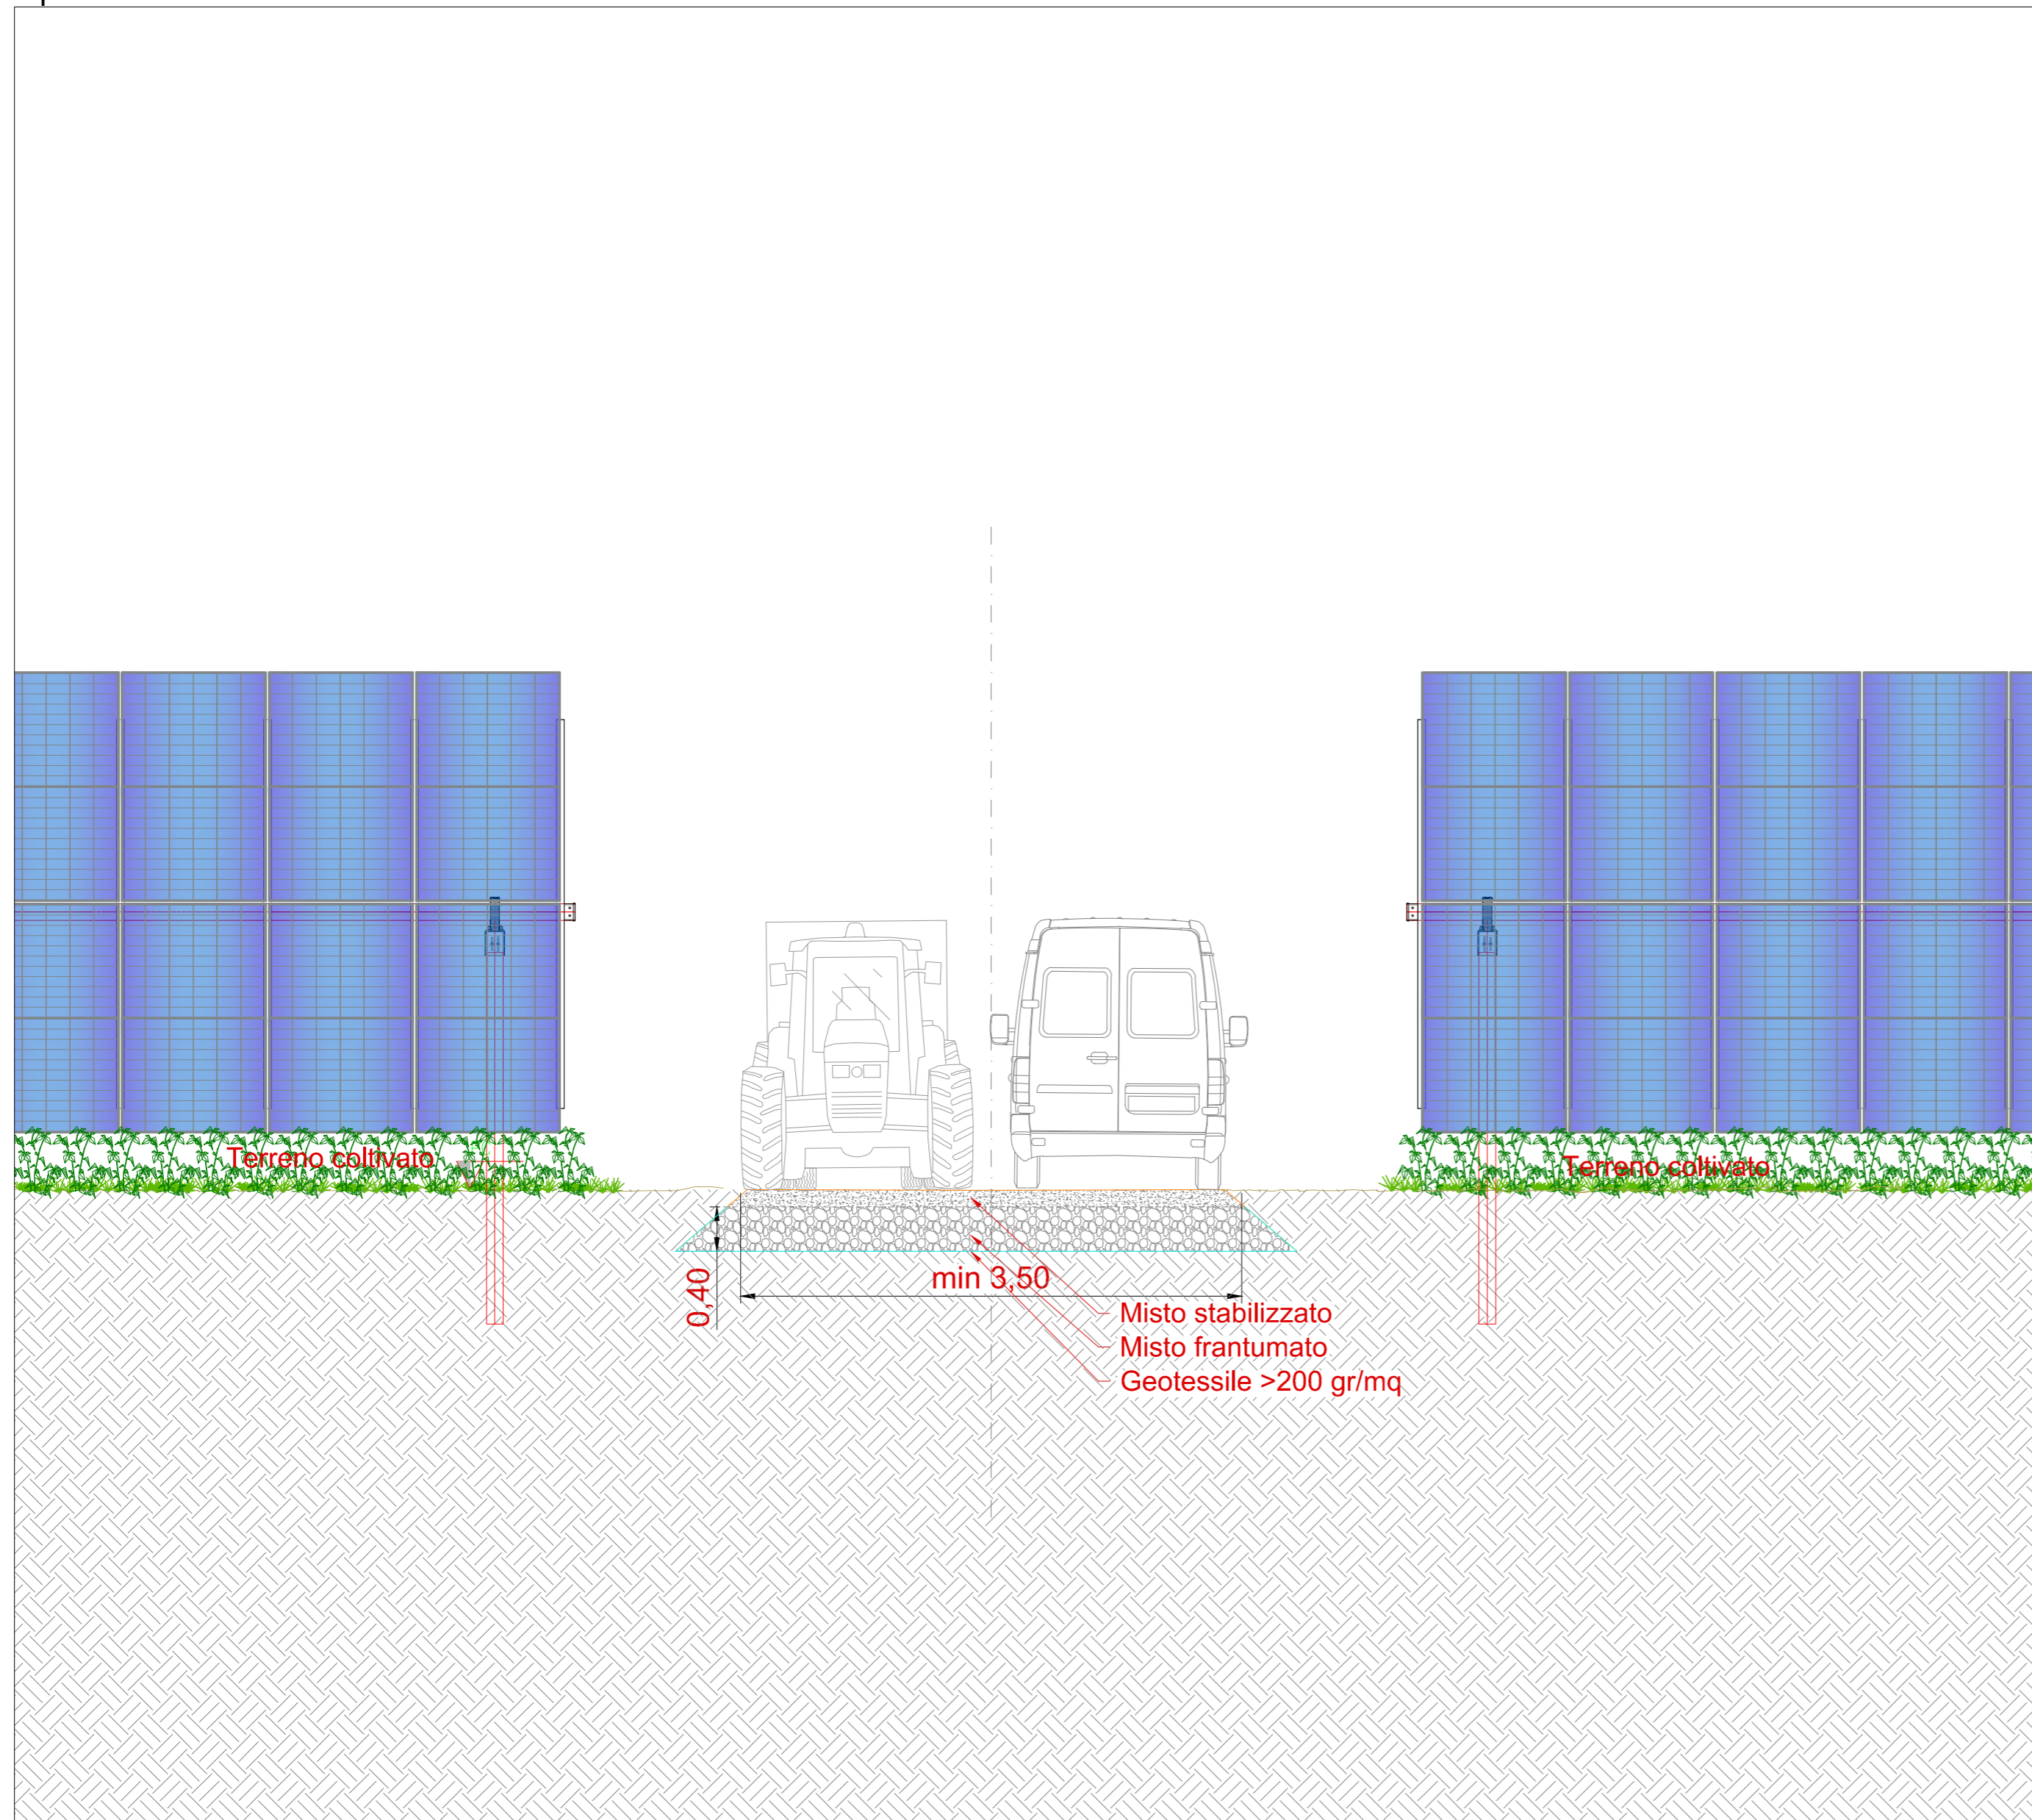 Terreno coltivato
Terreno coltivato
0,40
min 3,50
Misto stabilizzato
Misto frantumato
Geotessile >200 gr/mq